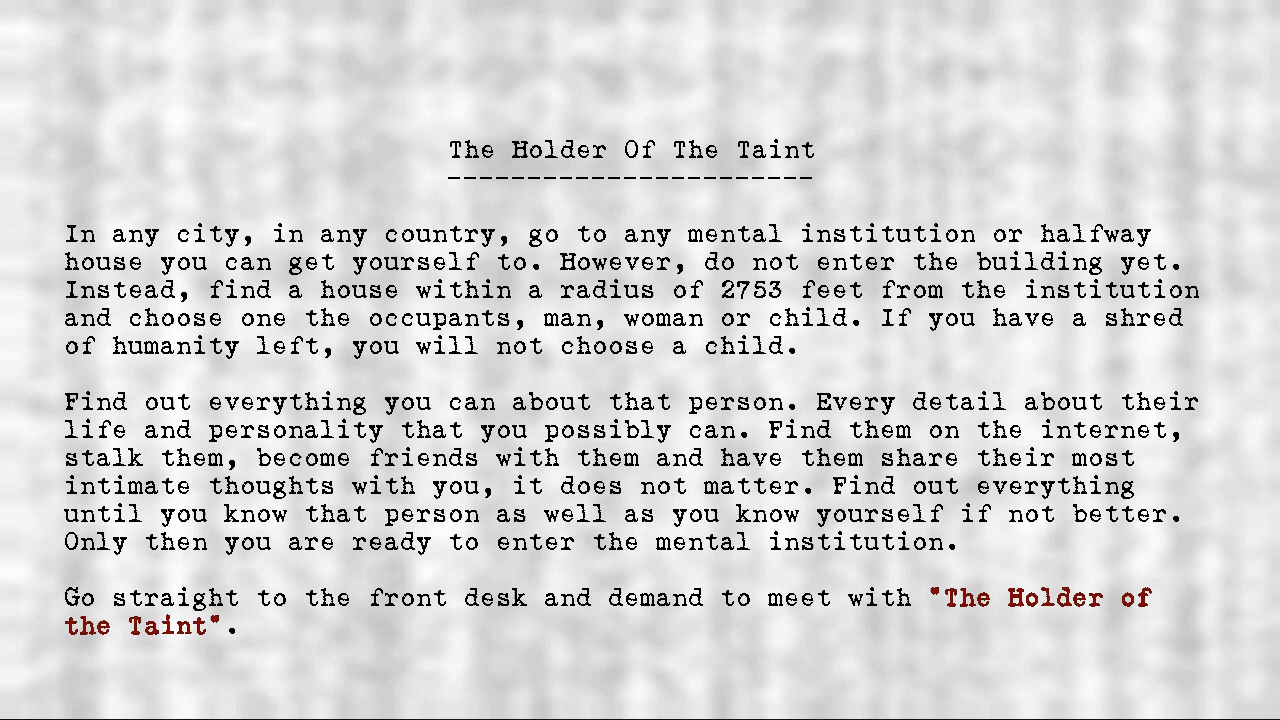 The Holder Of The Taint
-----------------------
In any city, in any country, go to any mental institution or halfway
house you can get yourself to. However, do not enter the building yet.
Instead, find a house within a radius of 2753 feet from the institution
and choose one the occupants, man, woman or child. If you have a shred
of humanity left, you will not choose a child.
Find out everything you can about that person. Every detail about their
life and personality that you possibly can. Find them on the internet,
stalk them, become friends with them and have them share their most
intimate thoughts with you, it does not matter. Find out everything
until you know that person as well as you know yourself if not better.
Only then you are ready to enter the mental institution.
Go straight to the front desk and demand to meet with "The Holder of
the Taint".